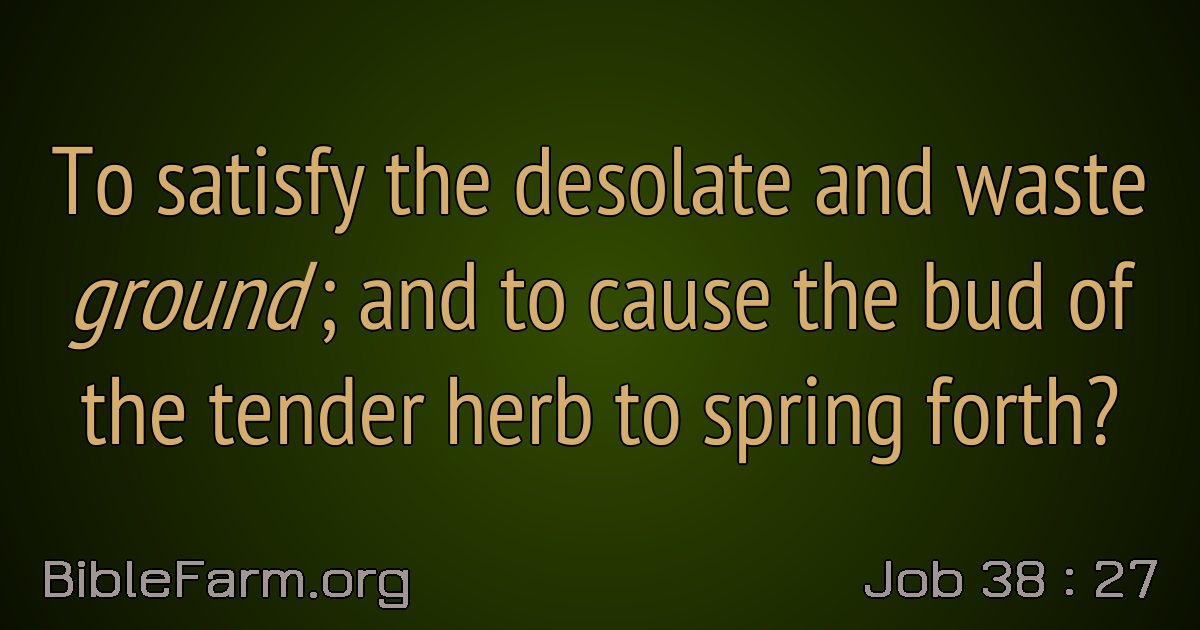 To satisfy the desolate and waste
ground; and to cause the bud of
the tender herb to spring forth?
BibleFarm.org
Job 38 : 27